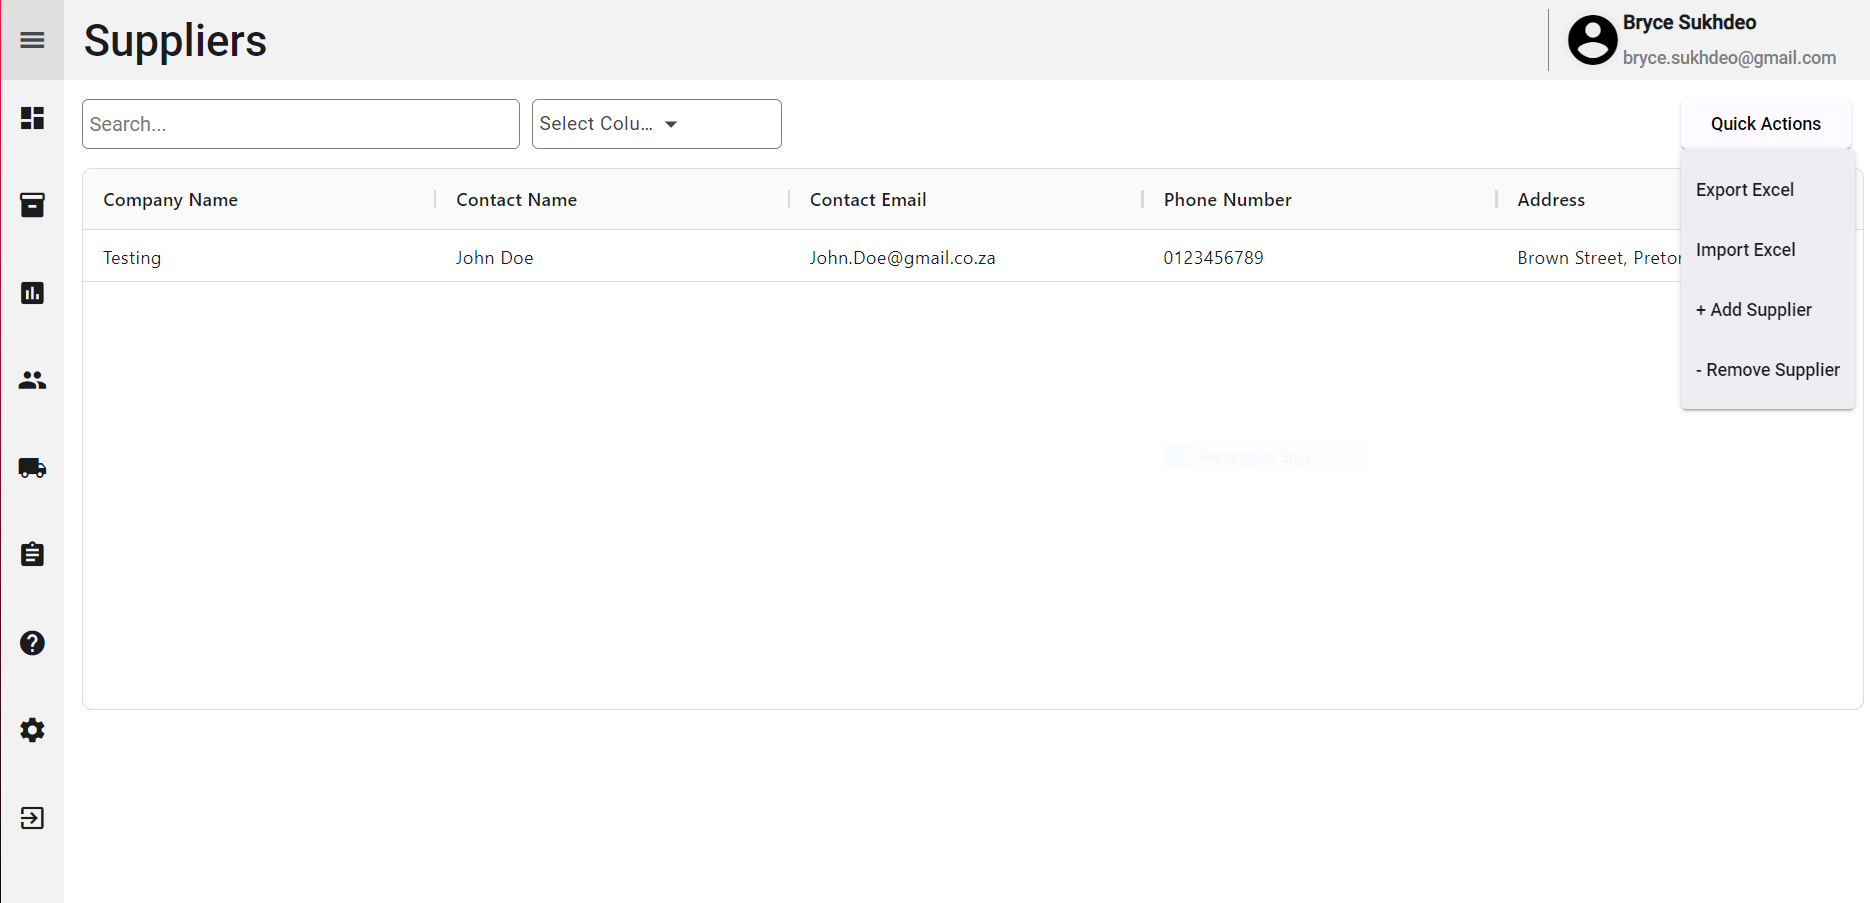 Suppliers
Bryce Sukhdeo
bryce.sukhdeo@gmail.com
Search...
Select Colu...
Quick Actions
Export Excel
Import Excel
+ Add Supplier
- Remove Supplier
Company Name
Contact Name
Contact Email
Phone Number
Address
Testing
John Doe
John.Doe@gmail.co.za
0123456789
Brown Street, Pretor
Rectangular Snip